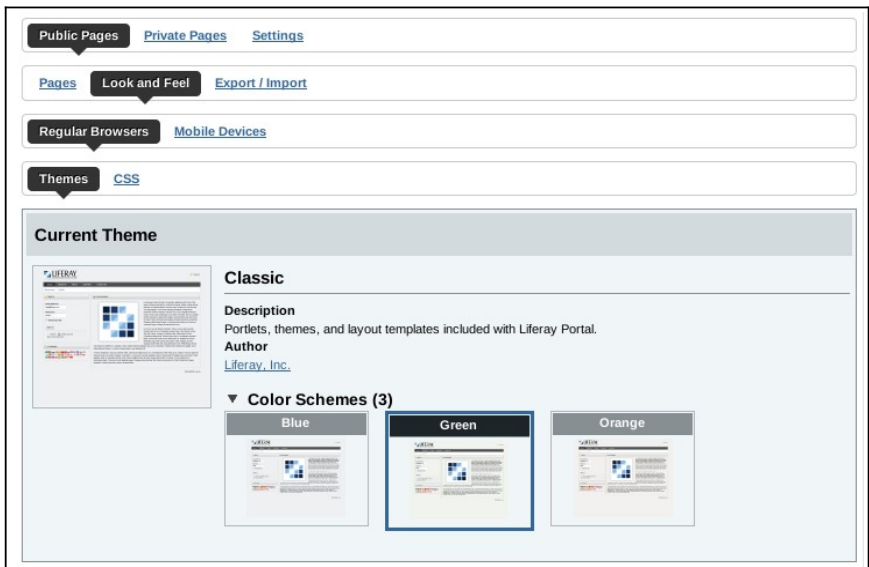 Public Pages Private Pages Settings
Pages Look and Feel Export / Import
Regular Browsers Mobile Devices
Themes CSS
Current Theme
LIFERAY
Classic
Description
Portlets, themes, and layout templates included with Liferay Portal.
Author
Liferay, Inc.
Color Schemes (3)
Blue Green Orange